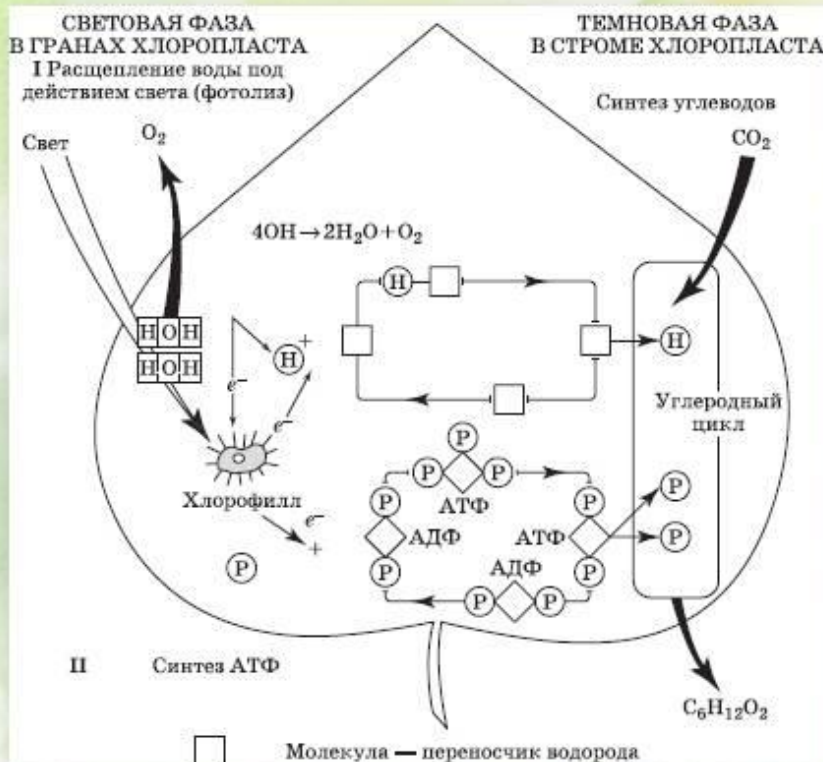 СВЕТОВАЯ ФАЗА
В ГРАНАХ ХЛОРОПЛАСТА
I Расщепление воды под
действием света (фотолиз)
ТЕМНОВАЯ ФАЗА
В СТРОМЕ ХЛОРОПЛАСТА
Синтез углеводов
Свет
O₂
CO₂
4OH → 2H₂O + O₂
H
H
H O H
H O H
H +
e⁻
e⁻
Углеродный
цикл
Хлорофилл
e⁻
+
P
P
P P
АТФ
P
АДФ
P
P
АТФ
P
АДФ
P P
P
P
II Синтез АТФ
C₆H₁₂O₂
Молекула — переносчик водорода